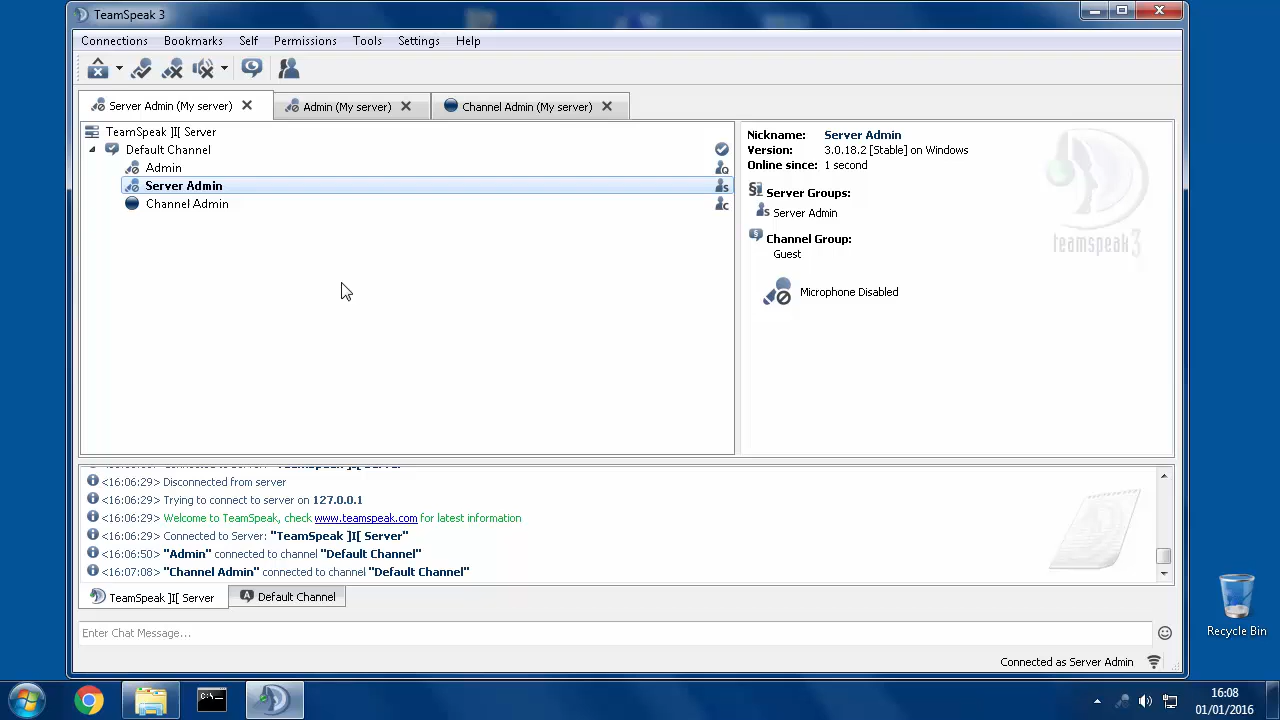 TeamSpeak 3
Connections Bookmarks Self Permissions Tools Settings Help
Server Admin (My server) Admin (My server) Channel Admin (My server)
TeamSpeak ]I[ Server
Default Channel
Admin
Server Admin
Channel Admin
Nickname: Server Admin
Version: 3.0.18.2 [Stable] on Windows
Online since: 1 second
Server Groups:
Server Admin
Channel Group:
Guest
Microphone Disabled
teamspeak3
<16:06:29> Disconnected from server
<16:06:29> Trying to connect to server on 127.0.0.1
<16:06:29> Welcome to TeamSpeak, check www.teamspeak.com for latest information
<16:06:29> Connected to Server: "TeamSpeak ]I[ Server"
<16:06:50> "Admin" connected to channel "Default Channel"
<16:07:08> "Channel Admin" connected to channel "Default Channel"
TeamSpeak ]I[ Server Default Channel
Enter Chat Message...
Connected as Server Admin
Recycle Bin
16:08
01/01/2016